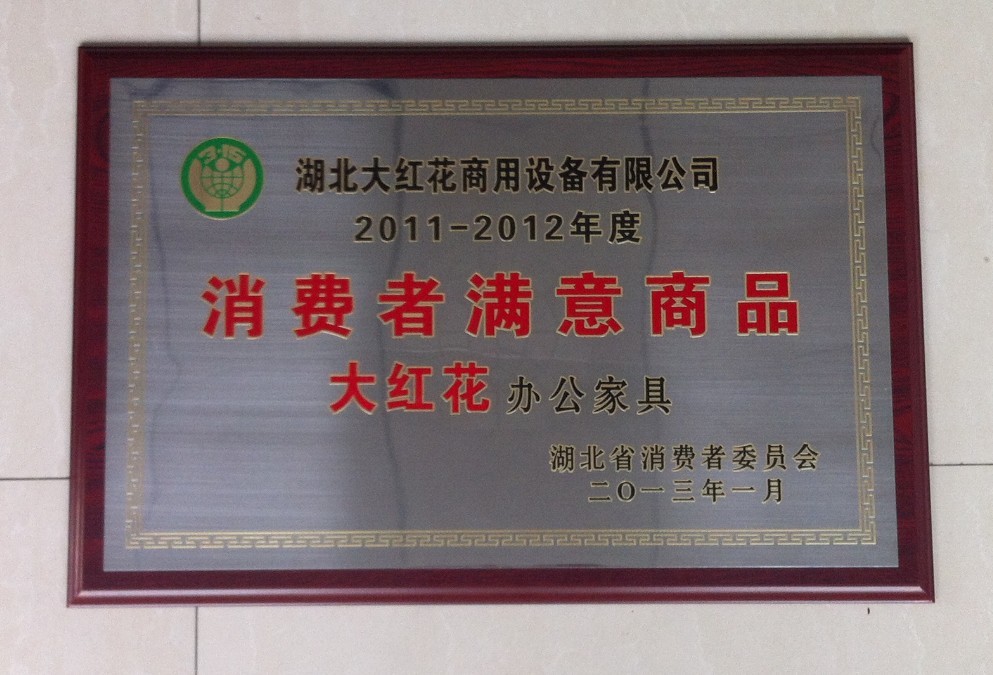 3·15
湖北大红花商用设备有限公司
2011-2012年度
消费者满意商品
大红花 办公家具
湖北省消费者委员会
二〇一三年一月